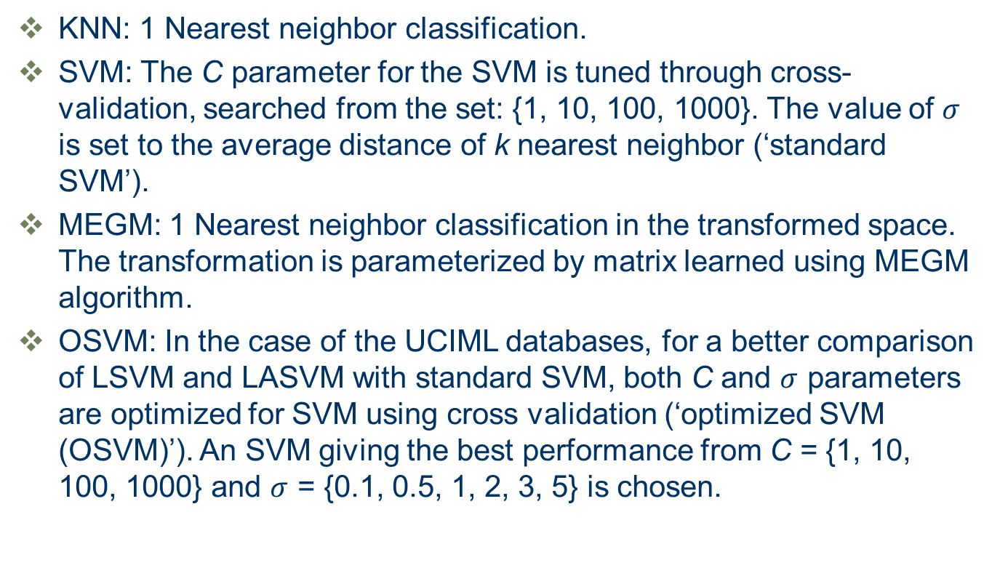 ❖ KNN: 1 Nearest neighbor classification.
❖ SVM: The C parameter for the SVM is tuned through cross-
validation, searched from the set: {1, 10, 100, 1000}. The value of σ
is set to the average distance of k nearest neighbor (‘standard
SVM’).
❖ MEGM: 1 Nearest neighbor classification in the transformed space.
The transformation is parameterized by matrix learned using MEGM
algorithm.
❖ OSVM: In the case of the UCIML databases, for a better comparison
of LSVM and LASVM with standard SVM, both C and σ parameters
are optimized for SVM using cross validation (‘optimized SVM
(OSVM)’). An SVM giving the best performance from C = {1, 10,
100, 1000} and σ = {0.1, 0.5, 1, 2, 3, 5} is chosen.